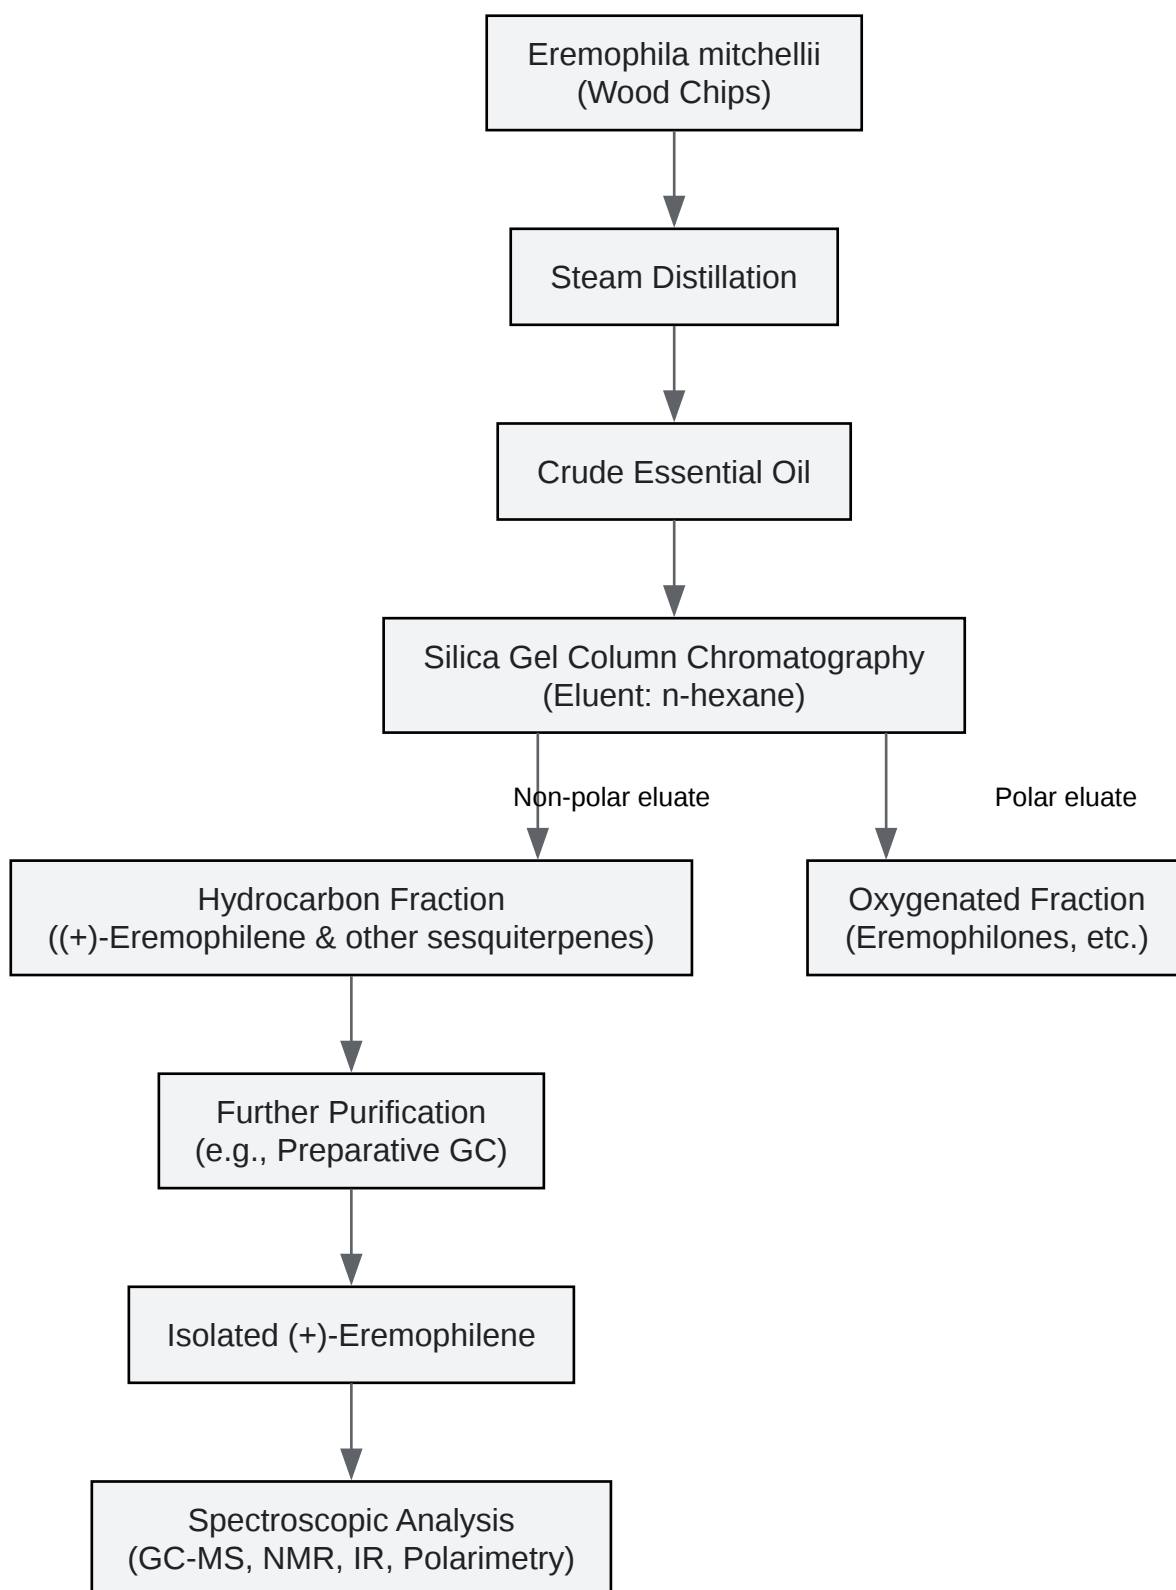 Eremophila mitchellii
(Wood Chips)
Steam Distillation
Crude Essential Oil
Silica Gel Column Chromatography
(Eluent: n-hexane)
Non-polar eluate
Polar eluate
Hydrocarbon Fraction
((+)-Eremophilene & other sesquiterpenes)
Oxygenated Fraction
(Eremophilones, etc.)
Further Purification
(e.g., Preparative GC)
Isolated (+)-Eremophilene
Spectroscopic Analysis
(GC-MS, NMR, IR, Polarimetry)